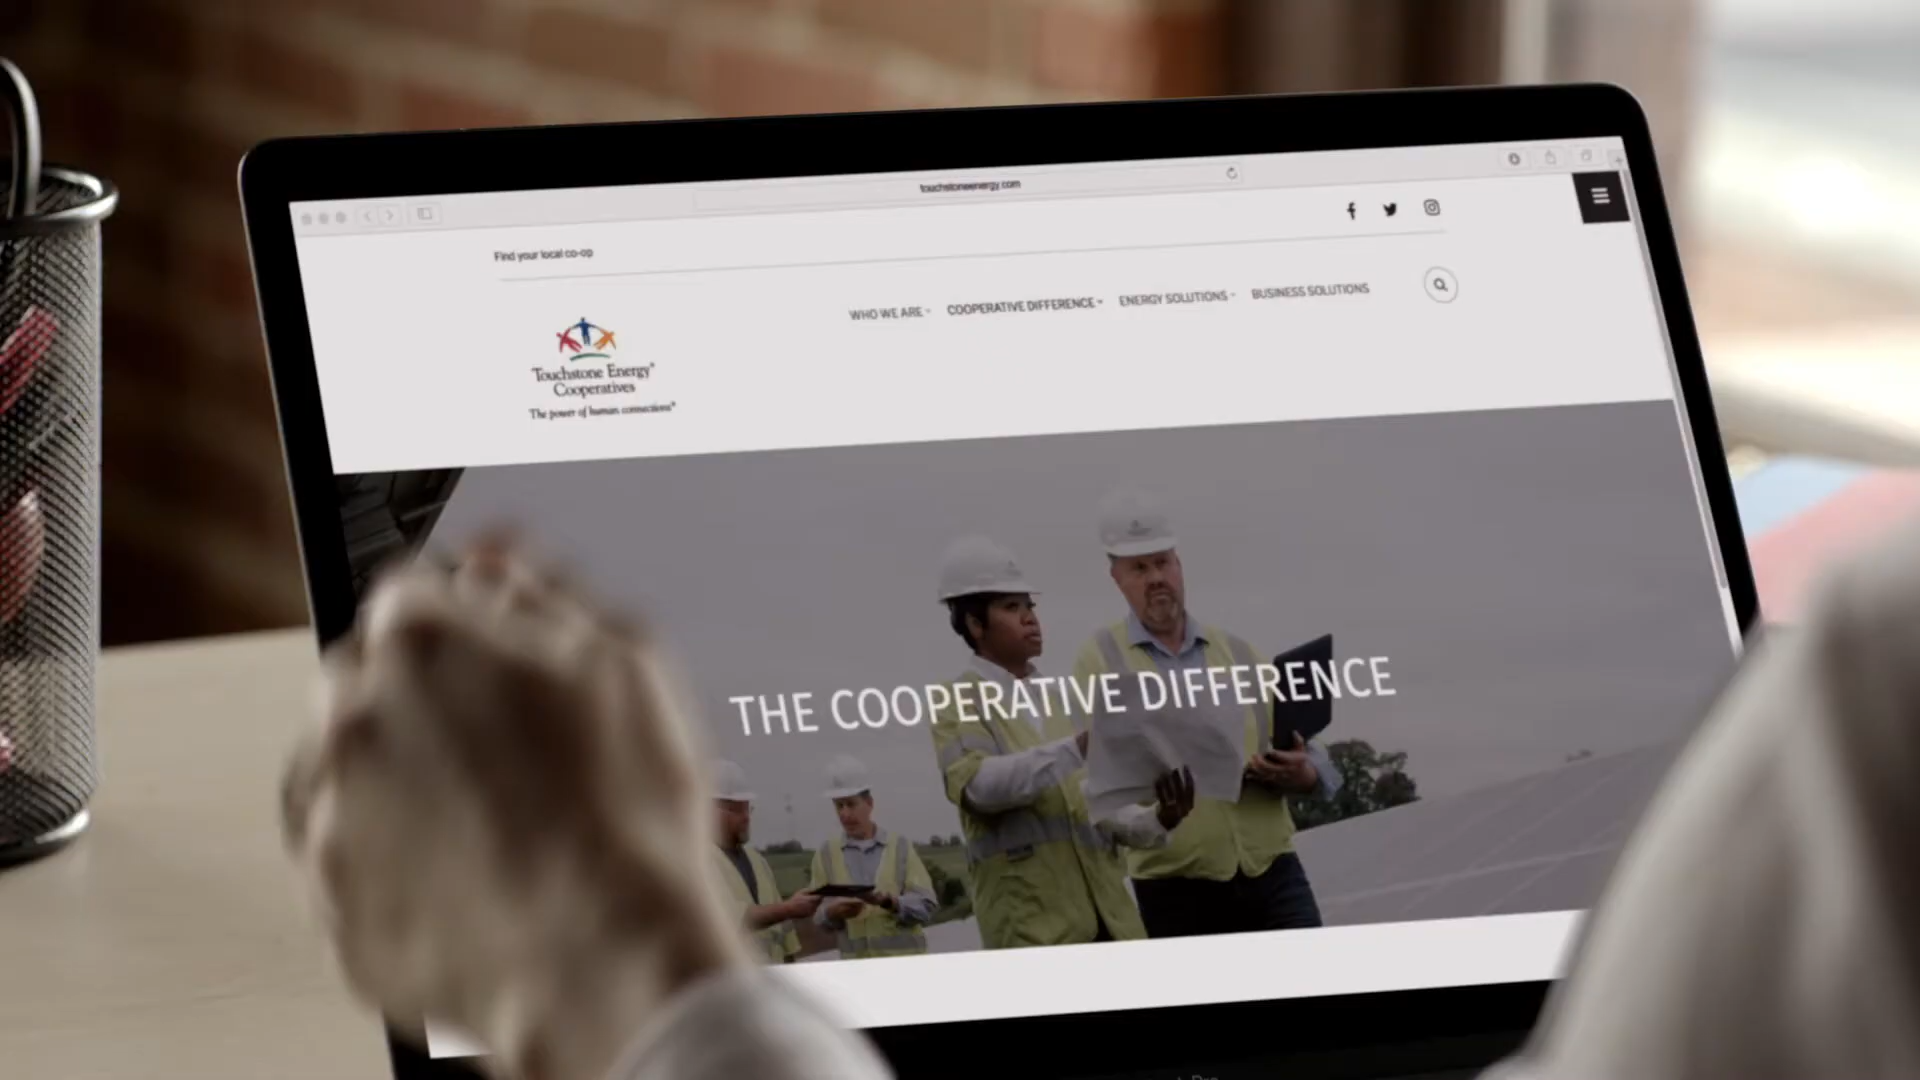 touchstoneenergy.com
Find your local co-op
WHO WE ARE
COOPERATIVE DIFFERENCE
ENERGY SOLUTIONS
BUSINESS SOLUTIONS
Touchstone Energy®
Cooperatives
The power of human connections®
THE COOPERATIVE DIFFERENCE